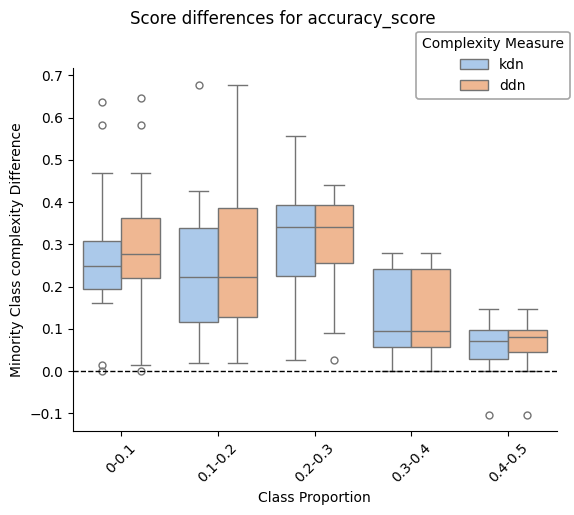 Score differences for accuracy_score
Complexity Measure
kdn
ddn
Minority Class complexity Difference
0.7
0.6
0.5
0.4
0.3
0.2
0.1
0.0
−0.1
0-0.1
0.1-0.2
0.2-0.3
0.3-0.4
0.4-0.5
Class Proportion